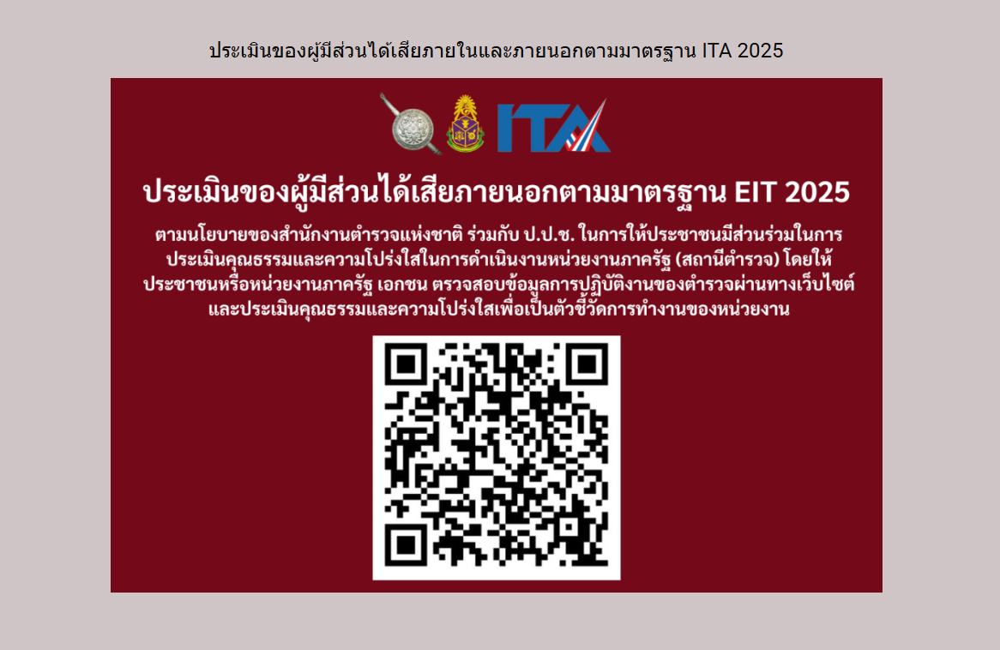 ประเมินของผู้มีส่วนได้เสียภายในและภายนอกตามมาตรฐาน ITA 2025
ITA
ประเมินของผู้มีส่วนได้เสียภายนอกตามมาตรฐาน EIT 2025
ตามนโยบายของสำนักงานตำรวจแห่งชาติ ร่วมกับ ป.ป.ช. ในการให้ประชาชนมีส่วนร่วมในการ
ประเมินคุณธรรมและความโปร่งใสในการดำเนินงานหน่วยงานภาครัฐ (สถานีตำรวจ) โดยให้
ประชาชนหรือหน่วยงานภาครัฐ เอกชน ตรวจสอบข้อมูลการปฏิบัติงานของตำรวจผ่านทางเว็บไซต์
และประเมินคุณธรรมและความโปร่งใสเพื่อเป็นตัวชี้วัดการทำงานของหน่วยงาน